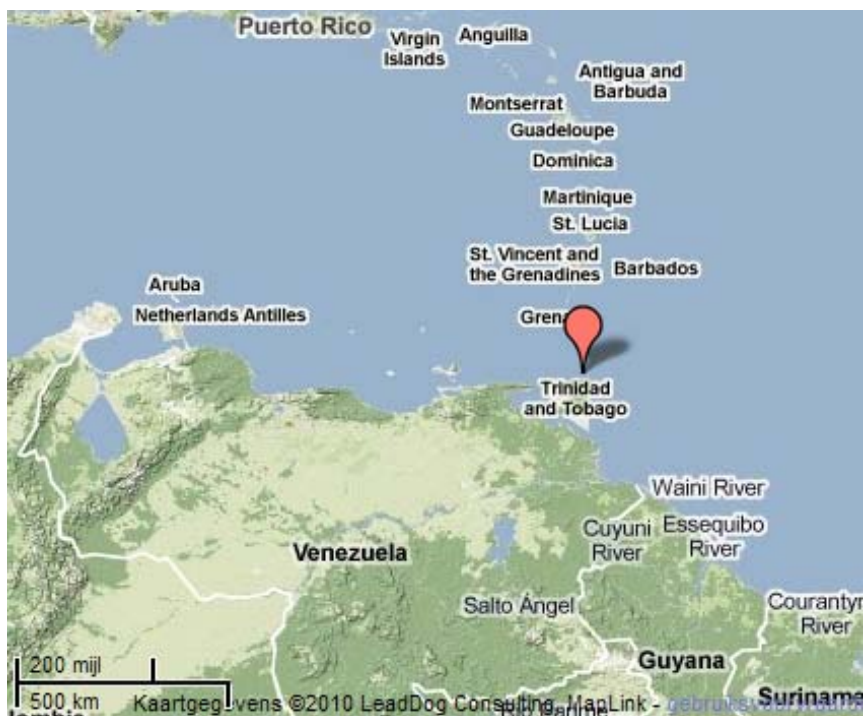 Puerto Rico
Virgin
Islands
Anguilla
Antigua and
Barbuda
Montserrat
Guadeloupe
Dominica
Martinique
St. Lucia
St. Vincent and
the Grenadines
Barbados
Aruba
Netherlands Antilles
Trinidad
and Tobago
Waini River
Cuyuni
River
Essequibo
River
Venezuela
Salto Ángel
Courantyn
River
Guyana
200 mijl
500 km
Kaartgegevens ©2010 LeadDog Consulting, MapLink -
Suriname